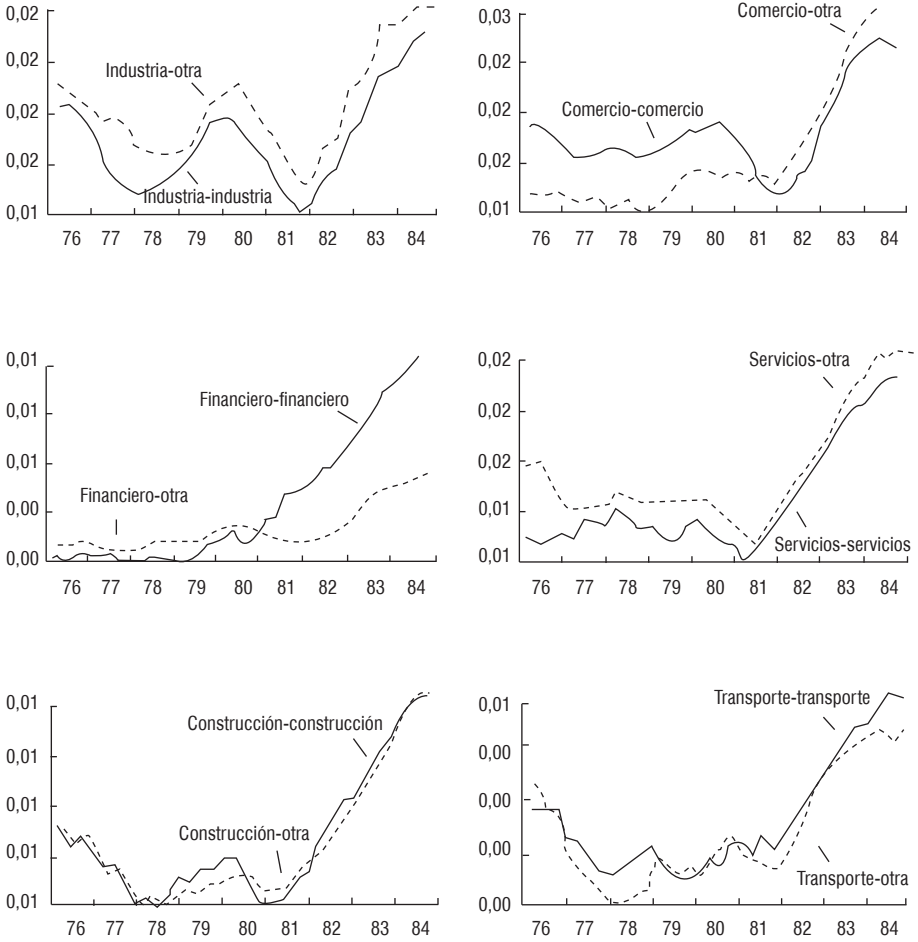 0,02
0,02
0,02
0,02
0,01
Industria-otra
Industria-industria
76 77 78 79 80 81 82 83 84
0,03
0,02
0,02
0,02
0,01
Comercio-otra
Comercio-comercio
76 77 78 79 80 81 82 83 84
0,01
0,01
0,01
0,00
0,00
Financiero-financiero
Financiero-otra
76 77 78 79 80 81 82 83 84
0,02
0,02
0,02
0,01
0,01
Servicios-otra
Servicios-servicios
76 77 78 79 80 81 82 83 84
0,01
0,01
0,01
0,01
0,01
Construcción-construcción
Construcción-otra
76 77 78 79 80 81 82 83 84
0,01
0,00
0,00
0,00
0,00
Transporte-transporte
Transporte-otra
76 77 78 79 80 81 82 83 84